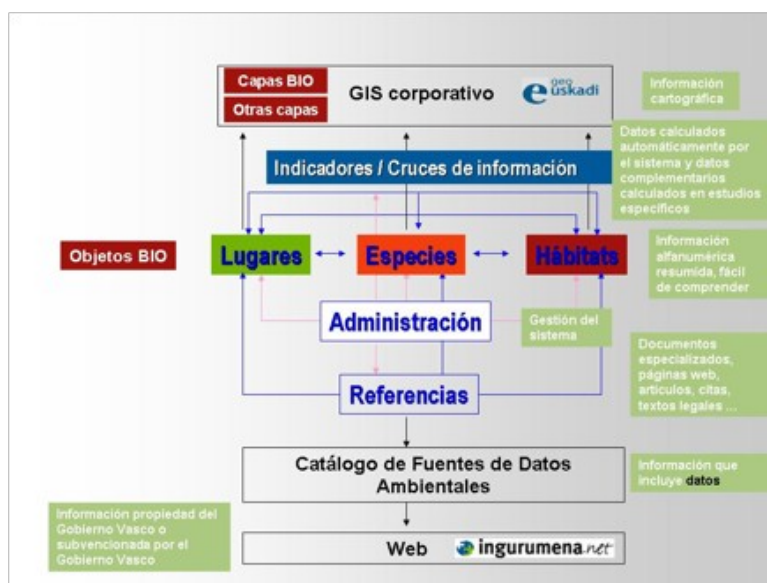 Capas BIO
Otras capas
GIS corporativo
geo
euskadi
Información
cartográfica
Datos calculados
automáticamente por
el sistema y datos
complementarios
calculados en estudios
específicos
Indicadores / Cruces de información
Objetos BIO
Lugares
Especies
Hábitats
Información
alfanumérica
resumida, fácil
de comprender
Administración
Gestión del
sistema
Referencias
Documentos
especializados,
páginas web,
artículos, citas,
textos legales ...
Catálogo de Fuentes de Datos
Ambientales
Información que
incluye datos
Información propiedad del
Gobierno Vasco o
subvencionada por el
Gobierno Vasco
Web
ingurumena.net